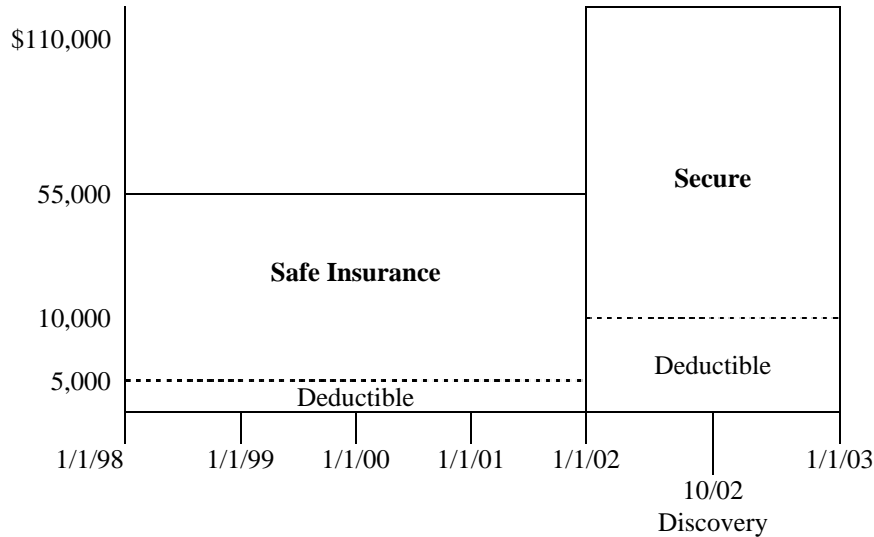 $110,000
Secure
55,000
Safe Insurance
10,000
Deductible
5,000
Deductible
1/1/98 1/1/99 1/1/00 1/1/01 1/1/02 1/1/03
10/02
Discovery